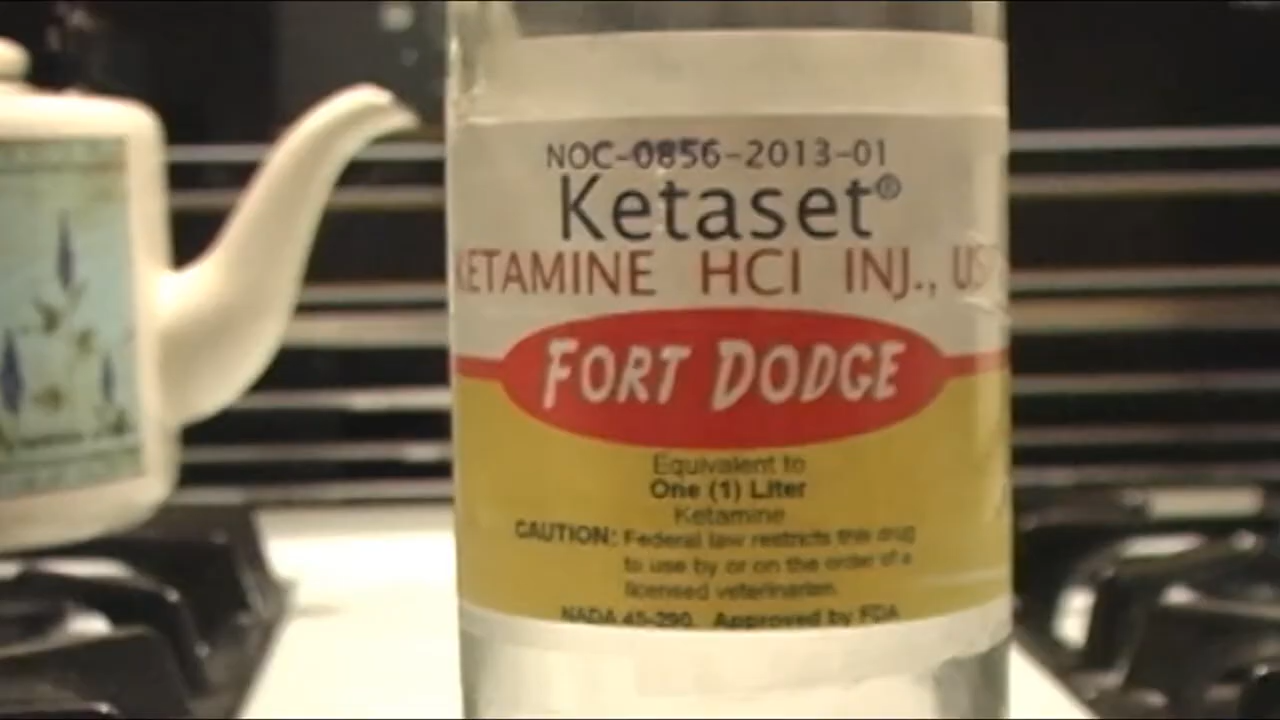 NOC-0856-2013-01
Ketaset®
KETAMINE HCI INJ., US
FORT DODGE
Equivalent to
One (1) Liter
Ketamine
CAUTION: Federal law restricts this drug
to use by or on the order of a
licensed veterinarian.
NADA 45-290 Approved by FDA